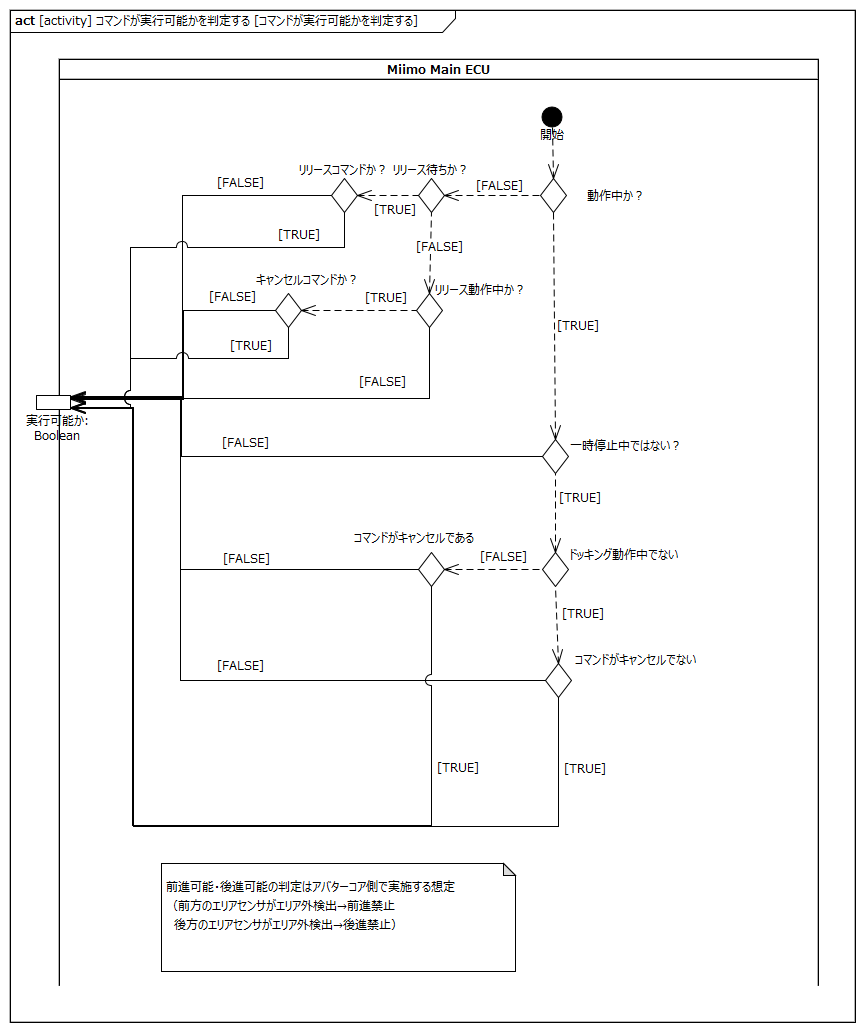 act [activity] コマンドが実行可能かを判定する [コマンドが実行可能かを判定する]
Miimo Main ECU
開始
リリースコマンドか？
リリース待ちか？
動作中か？
[FALSE]
[FALSE]
[TRUE]
[TRUE]
[FALSE]
キャンセルコマンドか？
リリース動作中か？
[FALSE]
[TRUE]
[TRUE]
[TRUE]
[FALSE]
実行可能か:
Boolean
[FALSE]
一時停止中ではない？
[TRUE]
コマンドがキャンセルである
[FALSE]
[FALSE]
ドッキング動作中でない
[TRUE]
[FALSE]
コマンドがキャンセルでない
[TRUE]
[TRUE]
前進可能・後進可能の判定はアバターコア側で実施する想定
（前方のエリアセンサがエリア外検出→前進禁止
後方のエリアセンサがエリア外検出→後進禁止）